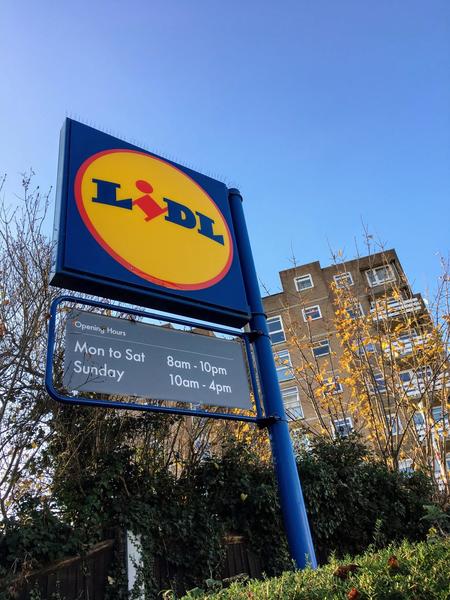 LiDL
Opening Hours
Mon to Sat 8am - 10pm
Sunday 10am - 4pm